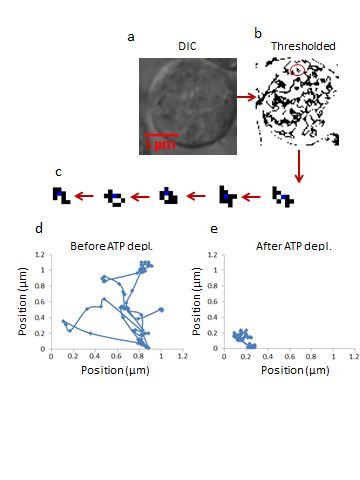 a
DIC
5 µm
b
Thresholded
c
d
Before ATP depl.
Position (µm)
1.2
1
0.8
0.6
0.4
0.2
0
0 0.2 0.4 0.6 0.8 1 1.2
Position (µm)
e
After ATP depl.
Position (µm)
1.2
1
0.8
0.6
0.4
0.2
0
0 0.2 0.4 0.6 0.8 1 1.2
Position (µm)